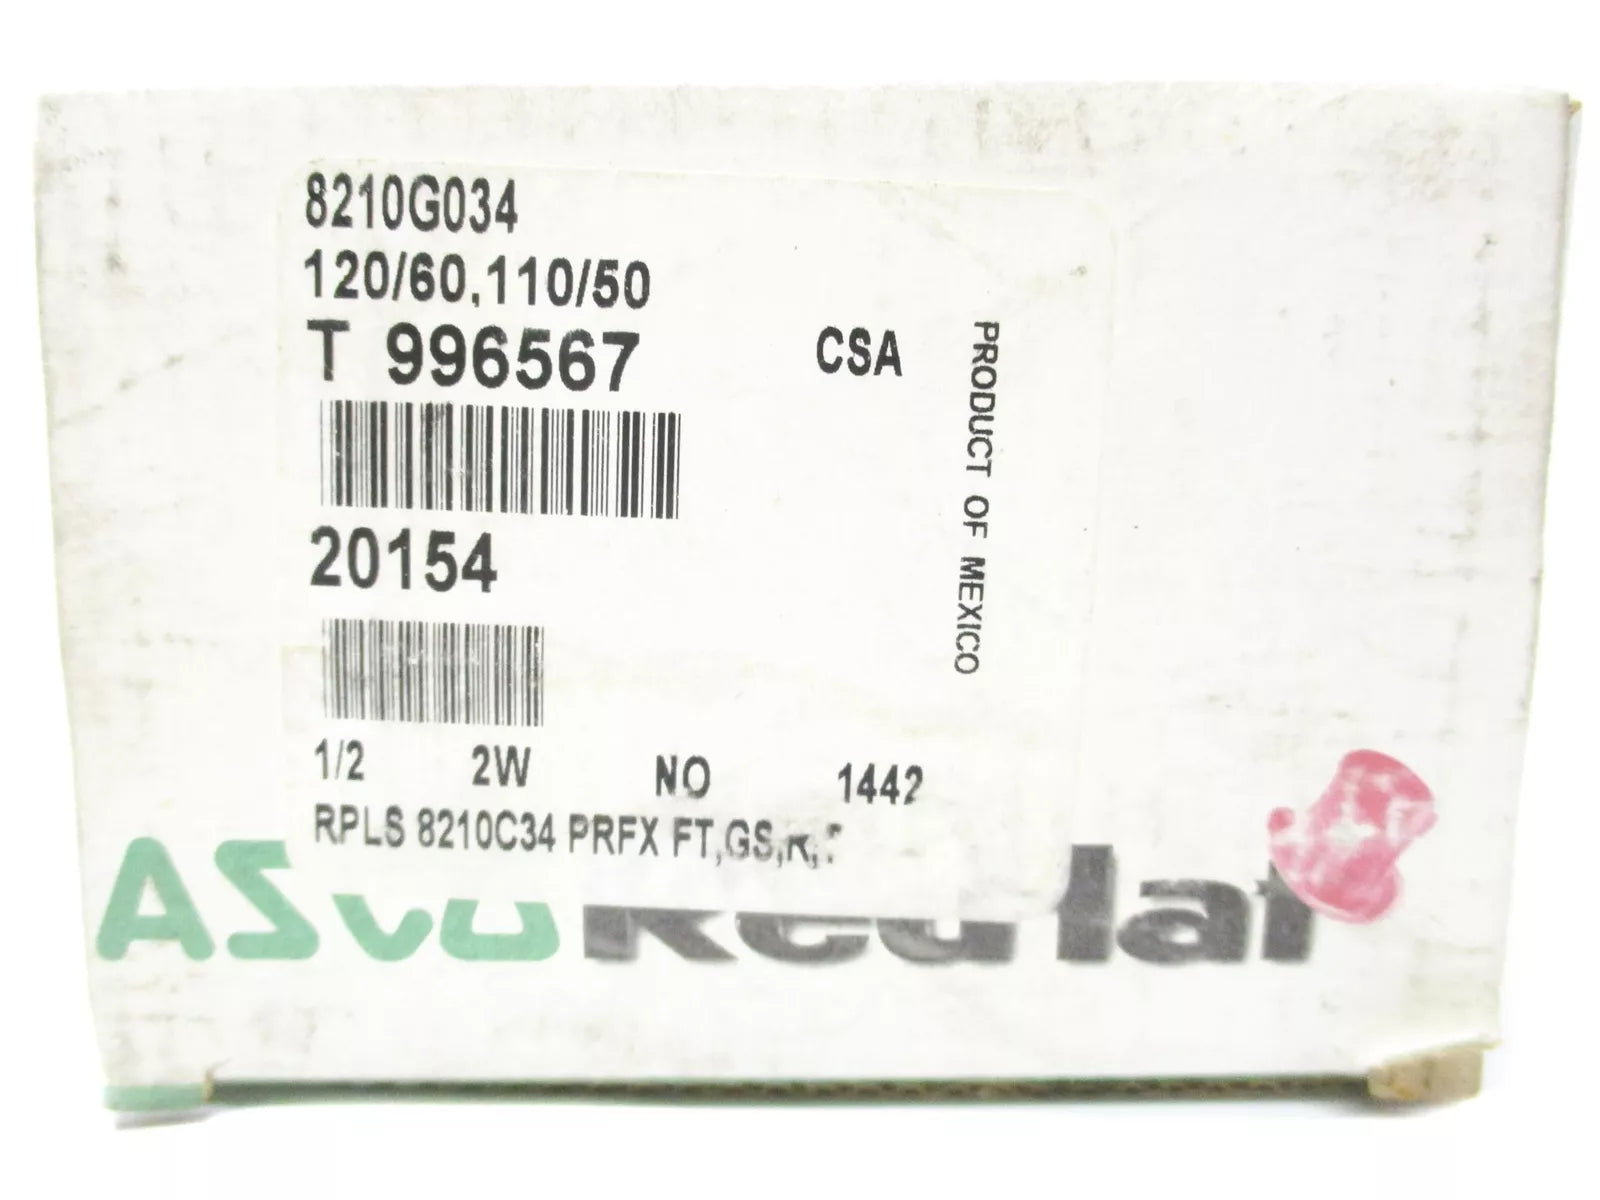 8210G034
120/60,110/50
T 996567
CSA
PRODUCT OF MEXICO
20154
1/2 2W NO 1442
RPLS 8210C34 PRFX FT,GS,R,